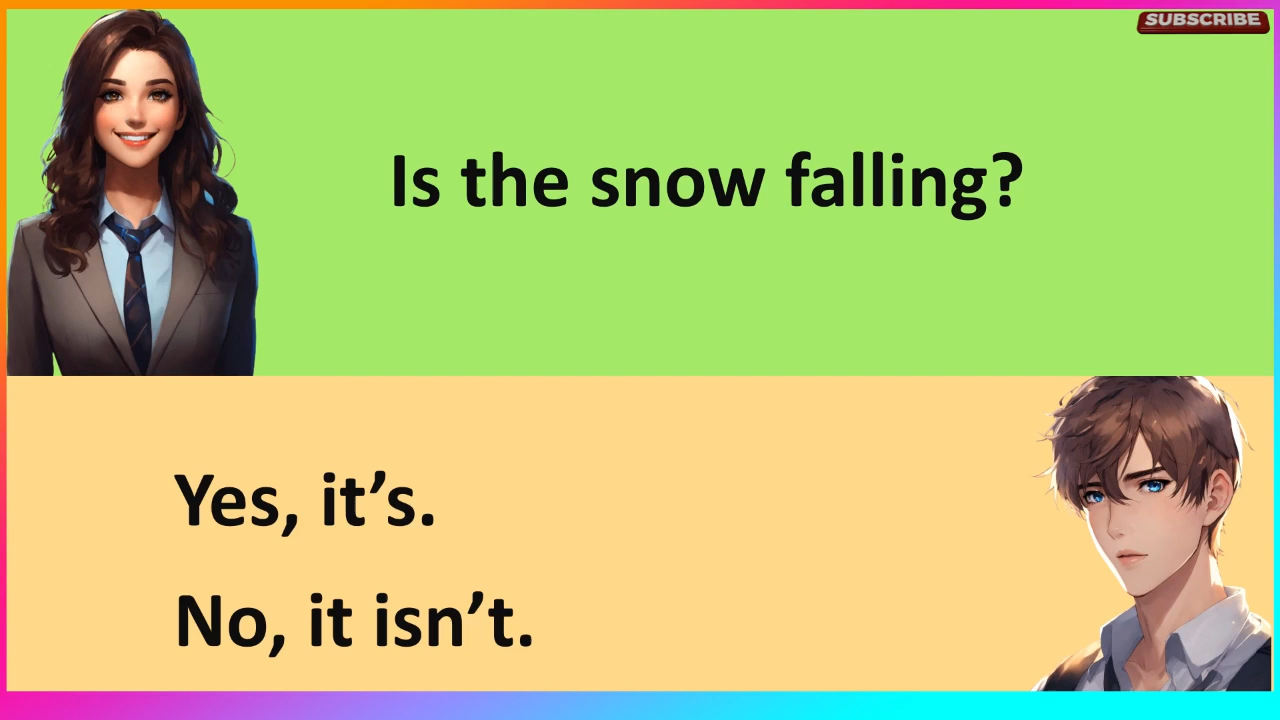 SUBSCRIBE
Is the snow falling?
Yes, it’s.
No, it isn’t.